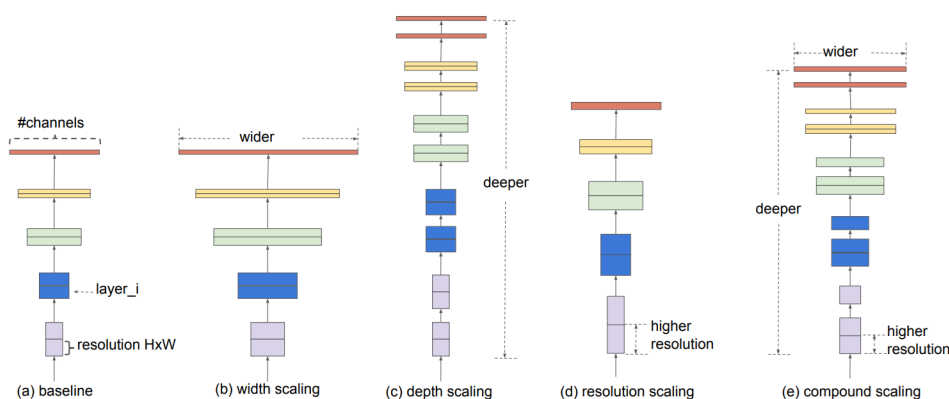 #channels
layer_i
resolution HxW
(a) baseline
wider
(b) width scaling
deeper
(c) depth scaling
higher
resolution
(d) resolution scaling
wider
deeper
higher
resolution
(e) compound scaling